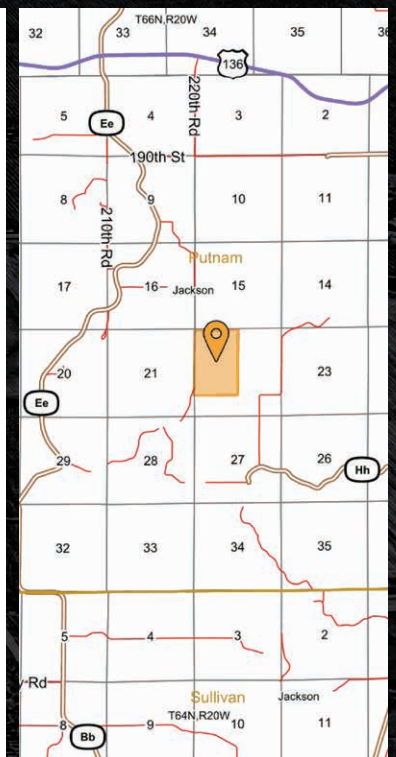 T66N,R20W
32 33 34 35 36
136
220th Rd
5 4 3 2
Ee
190th St
8 9 10 11
210th Rd
Putnam
17 16 Jackson 15 14
20 21 23
Ee
29 28 27 26
Hh
32 33 34 35
5 4 3 2
Rd
Sullivan Jackson
T64N,R20W
8 9 10 11
Bb